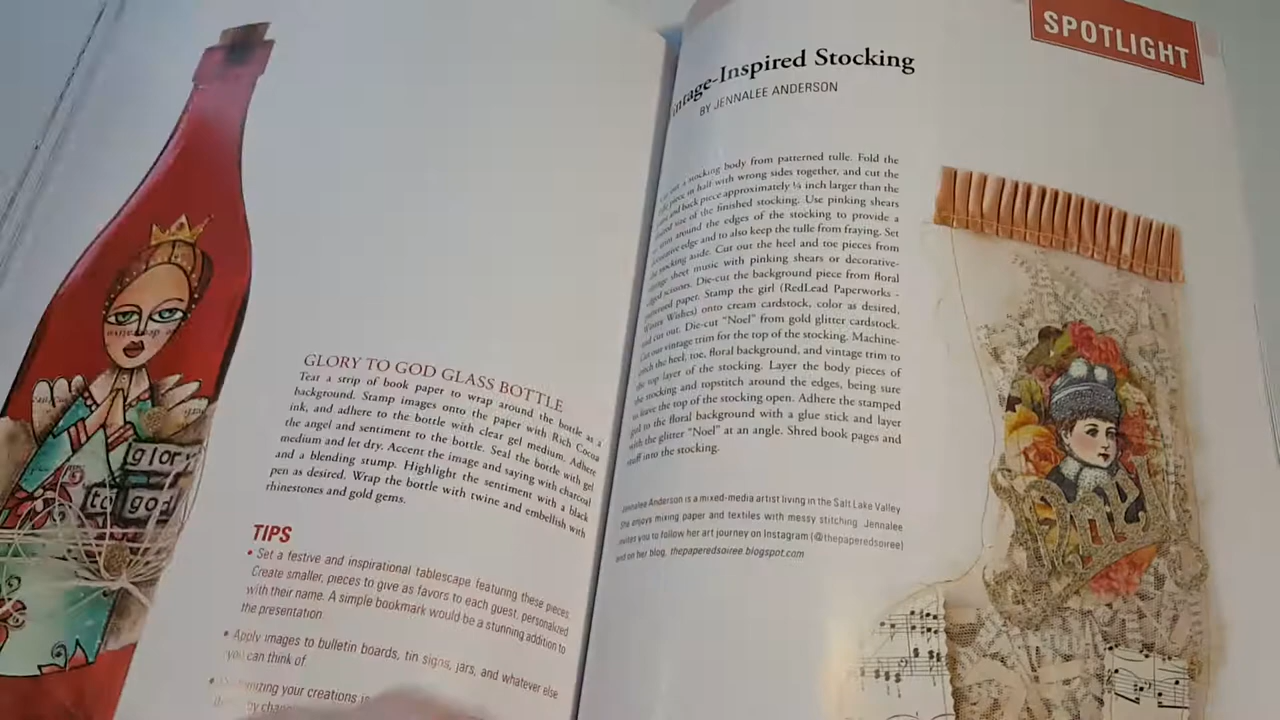 glory
to god
GLORY TO GOD GLASS BOTTLE
Tear a strip of book paper to wrap around the bottle as a
background. Stamp images onto the paper with Rich Cocoa
ink, and adhere to the bottle with clear gel medium. Adhere
the angel and sentiment to the bottle. Seal the bottle with gel
medium and let dry. Accent the image and saying with charcoal
and a blending stump. Highlight the sentiment with a black
pen as desired. Wrap the bottle with twine and embellish with
rhinestones and gold gems.
TIPS
• Set a festive and inspirational tablescape featuring these pieces.
Create smaller, pieces to give as favors to each guest, personalized
with their name. A simple bookmark would be a stunning addition to
the presentation.
• Apply images to bulletin boards, tin signs, jars, and whatever else
you can think of.
your creations is
SPOTLIGHT
ntage-Inspired Stocking
BY JENNALEE ANDERSON
a stocking body from patterned tulle. Fold the
piece in half with wrong sides together, and cut the
and back piece approximately ¼ inch larger than the
size of the finished stocking. Use pinking shears
around the edges of the stocking to provide a
edge and to also keep the tulle from fraying. Set
the stocking aside. Cut out the heel and toe pieces from
sheet music with pinking shears or decorative-
scissors. Die-cut the background piece from floral
paper. Stamp the girl (RedLead Paperworks -
Wishes) onto cream cardstock, color as desired,
and cut out. Die-cut "Noel" from gold glitter cardstock.
Cut out vintage trim for the top of the stocking. Machine-
the heel, toe, floral background, and vintage trim to
the top layer of the stocking. Layer the body pieces of
the stocking and topstitch around the edges, being sure
to leave the top of the stocking open. Adhere the stamped
girl to the floral background with a glue stick and layer
with the glitter "Noel" at an angle. Shred book pages and
stuff into the stocking.
Jennalee Anderson is a mixed-media artist living in the Salt Lake Valley
She enjoys mixing paper and textiles with messy stitching. Jennalee
invites you to follow her art journey on Instagram (@thepaperedsoiree)
and on her blog, thepaperedsoiree.blogspot.com
Noel